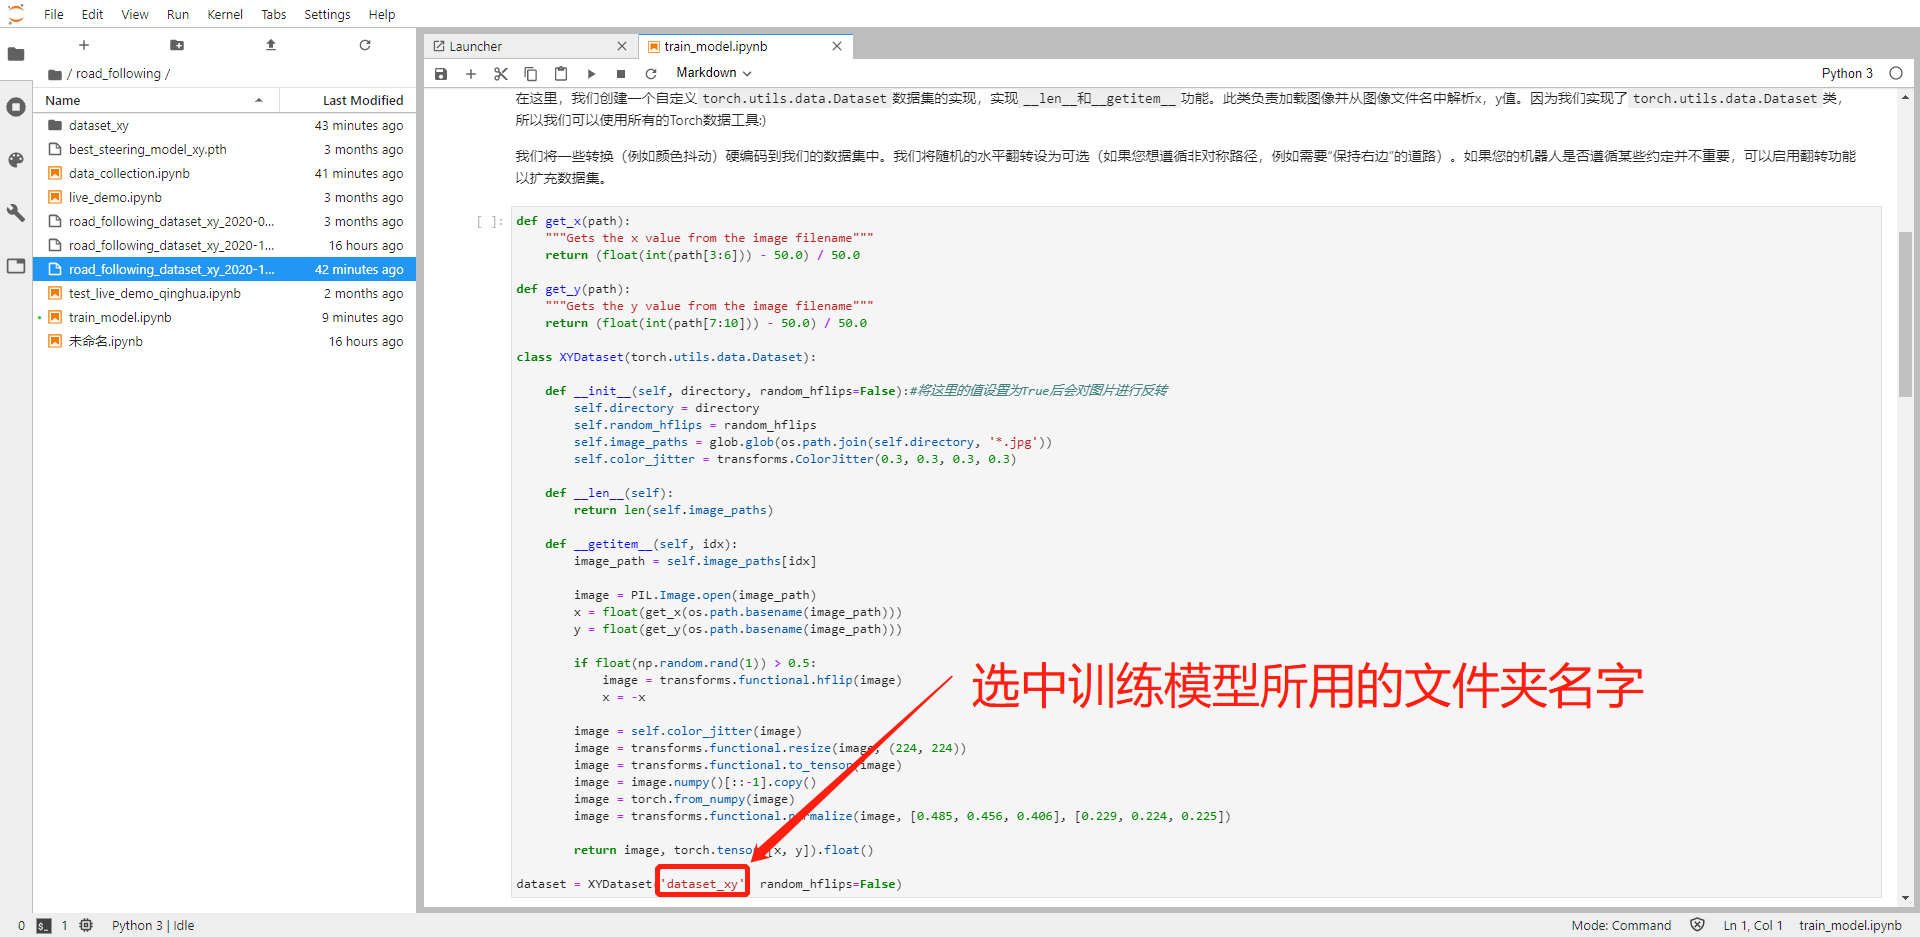 File Edit View Run Kernel Tabs Settings Help
/ road_following /
Name Last Modified
dataset_xy 43 minutes ago
best_steering_model_xy.pth 3 months ago
data_collection.ipynb 41 minutes ago
live_demo.ipynb 3 months ago
road_following_dataset_xy_2020-0... 3 months ago
road_following_dataset_xy_2020-1... 16 hours ago
road_following_dataset_xy_2020-1... 42 minutes ago
test_live_demo_qinghua.ipynb 2 months ago
train_model.ipynb 9 minutes ago
未命名.ipynb 16 hours ago
Launcher train_model.ipynb
Markdown Python 3
在这里，我们创建一个自定义 torch.utils.data.Dataset 数据集的实现，实现 __len__和__getitem__ 功能。此类负责加载图像并从图像文件名中解析x，y值。因为我们实现了 torch.utils.data.Dataset 类，
所以我们可以使用所有的Torch数据工具:)
我们将一些转换（例如颜色抖动）硬编码到我们的数据集中。我们将随机的水平翻转设为可选（如果您想遵循非对称路径，例如需要“保持右边”的道路）。如果您的机器人是否遵循某些约定并不重要，可以启用翻转功能
以扩充数据集。
[ ]: def get_x(path):
"""Gets the x value from the image filename"""
return (float(int(path[3:6])) - 50.0) / 50.0
def get_y(path):
"""Gets the y value from the image filename"""
return (float(int(path[7:10])) - 50.0) / 50.0
class XYDataset(torch.utils.data.Dataset):
def __init__(self, directory, random_hflips=False):#将这里的值设置为True后会对图片进行反转
self.directory = directory
self.random_hflips = random_hflips
self.image_paths = glob.glob(os.path.join(self.directory, '*.jpg'))
self.color_jitter = transforms.ColorJitter(0.3, 0.3, 0.3, 0.3)
def __len__(self):
return len(self.image_paths)
def __getitem__(self, idx):
image_path = self.image_paths[idx]
image = PIL.Image.open(image_path)
x = float(get_x(os.path.basename(image_path)))
y = float(get_y(os.path.basename(image_path)))
if float(np.random.rand(1)) > 0.5:
image = transforms.functional.hflip(image)
x = -x
选中训练模型所用的文件夹名字
image = self.color_jitter(image)
image = transforms.functional.resize(image, (224, 224))
image = transforms.functional.to_tensor(image)
image = image.numpy()[::-1].copy()
image = torch.from_numpy(image)
image = transforms.functional.normalize(image, [0.485, 0.456, 0.406], [0.229, 0.224, 0.225])
return image, torch.tensor([x, y]).float()
dataset = XYDataset('dataset_xy' random_hflips=False)
0 1 Python 3 | Idle Mode: Command Ln 1, Col 1 train_model.ipynb